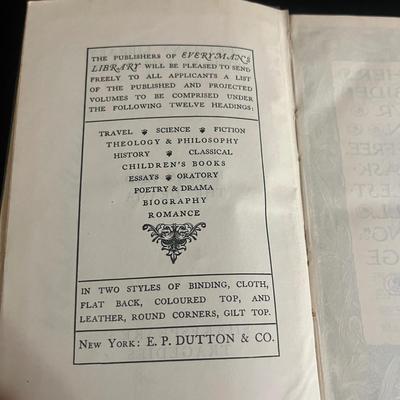 THE PUBLISHERS OF EVERYMAN'S
LIBRARY WILL BE PLEASED TO SEND
FREELY TO ALL APPLICANTS A LIST
OF THE PUBLISHED AND PROJECTED
VOLUMES TO BE COMPRISED UNDER
THE FOLLOWING TWELVE HEADINGS:
TRAVEL SCIENCE FICTION
THEOLOGY & PHILOSOPHY
HISTORY CLASSICAL
CHILDREN'S BOOKS
ESSAYS ORATORY
POETRY & DRAMA
BIOGRAPHY
ROMANCE
IN TWO STYLES OF BINDING, CLOTH,
FLAT BACK, COLOURED TOP, AND
LEATHER, ROUND CORNERS, GILT TOP.
NEW YORK: E. P. DUTTON & CO.